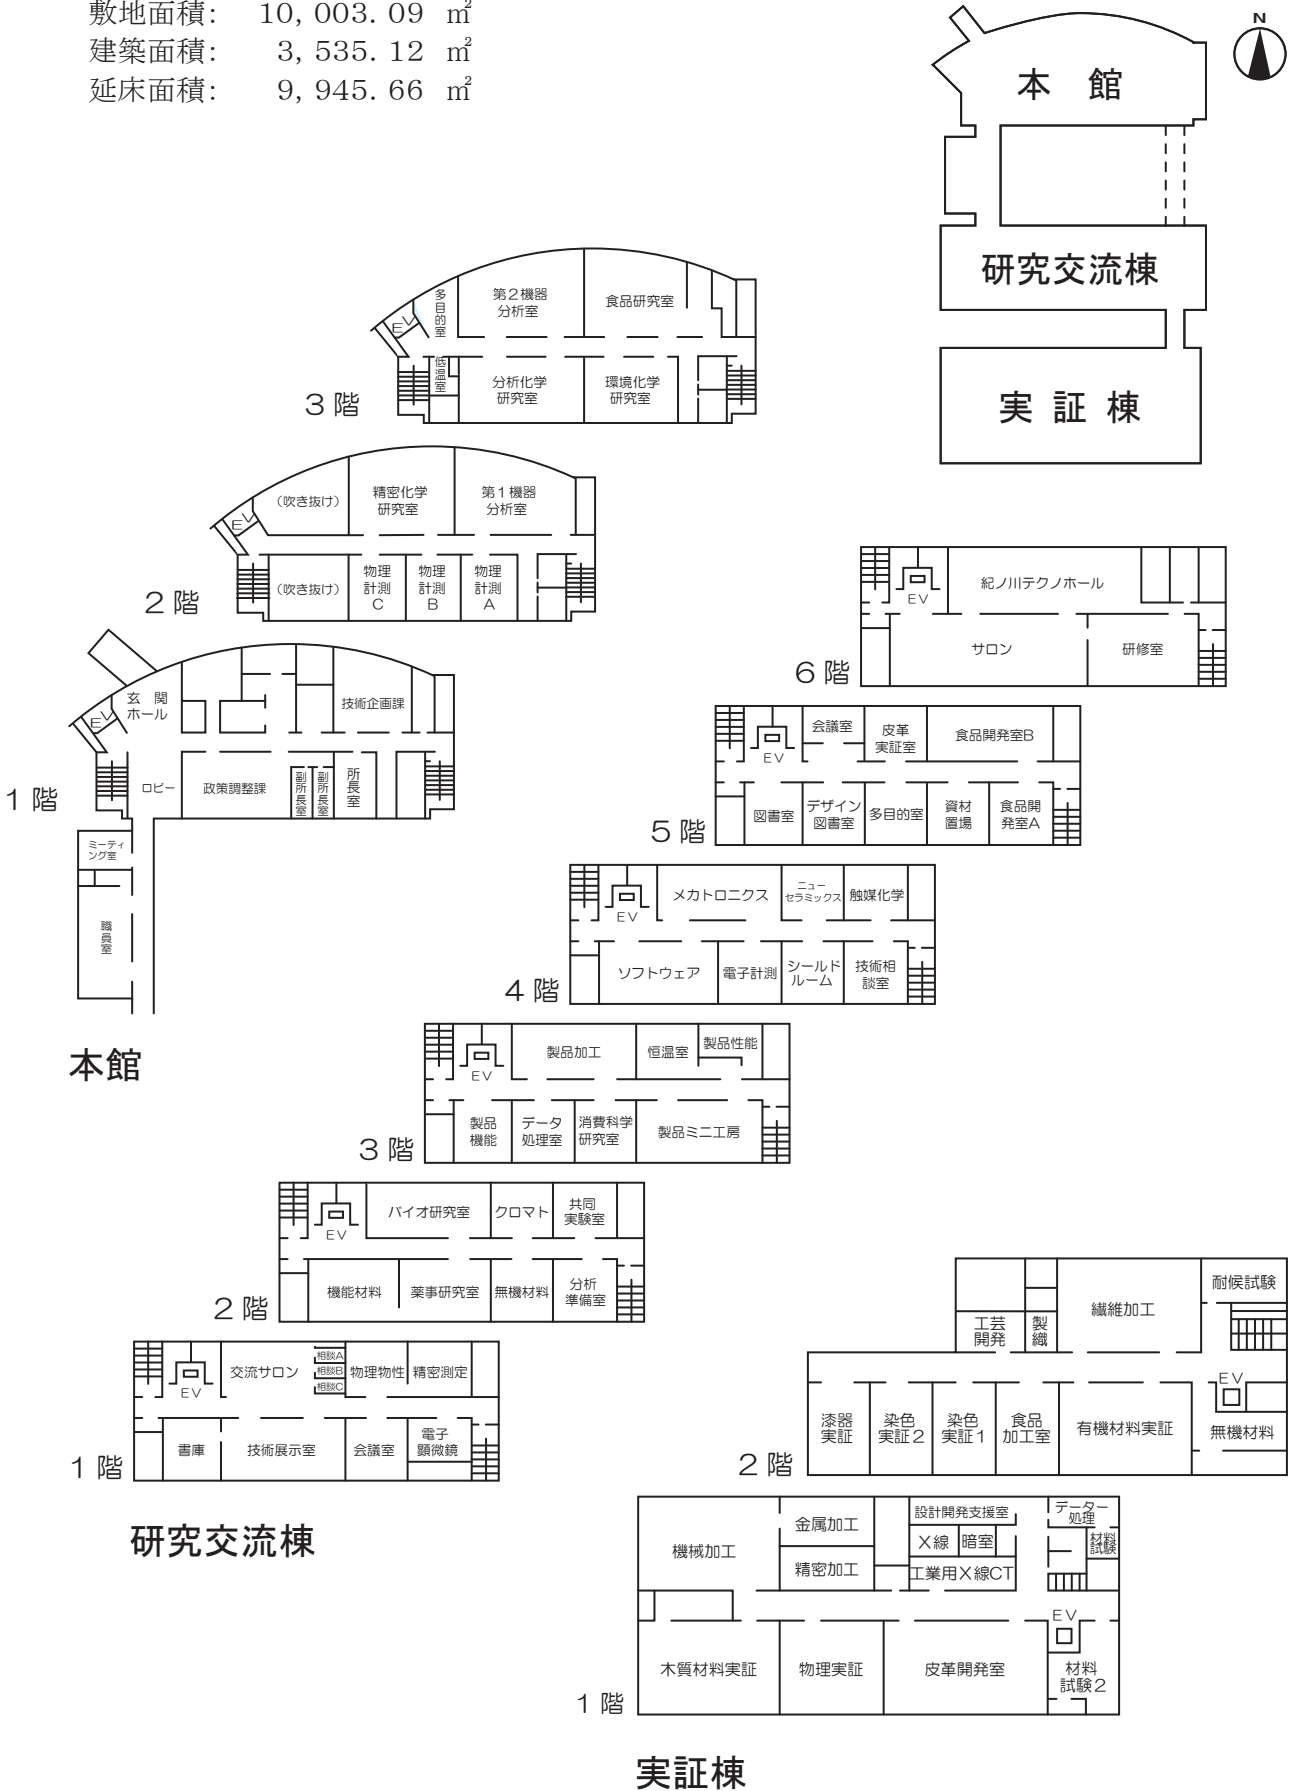 敷地面積: 10,003.09 ㎡
建築面積: 3,535.12 ㎡
延床面積: 9,945.66 ㎡
N
本 館
研究交流棟
実 証 棟
3階
EV
多目的室
第2機器
分析室
食品研究室
低温室
分析化学
研究室
環境化学
研究室
2階
EV
(吹き抜け)
精密化学
研究室
第1機器
分析室
(吹き抜け)
物理
計測
C
物理
計測
B
物理
計測
A
1階
EV
玄 関
ホール
技術企画課
ロビー
政策調整課
副所長室
副所長室
所長室
ミーティ
ング室
職員室
本館
6階
EV
紀ノ川テクノホール
サロン
研修室
5階
EV
会議室
皮革
実証室
食品開発室B
図書室
デザイン
図書室
多目的室
資材
置場
食品開
発室A
4階
EV
メカトロニクス
ニュー
セラミックス
触媒化学
ソフトウェア
電子計測
シールド
ルーム
技術相
談室
3階
EV
製品加工
恒温室
製品性能
製品
機能
データ
処理室
消費科学
研究室
製品ミニ工房
2階
EV
バイオ研究室
クロマト
共同
実験室
機能材料
薬事研究室
無機材料
分析
準備室
1階
EV
交流サロン
相談A
相談B
相談C
物理物性
精密測定
書庫
技術展示室
会議室
電子
顕微鏡
研究交流棟
2階
工芸
開発
製織
繊維加工
耐候試験
EV
漆器
実証
染色
実証2
染色
実証1
食品
加工室
有機材料実証
無機材料
1階
機械加工
金属加工
精密加工
設計開発支援室
X線
暗室
工業用X線CT
データー
処理
材料
試験
EV
木質材料実証
物理実証
皮革開発室
材料
試験2
実証棟